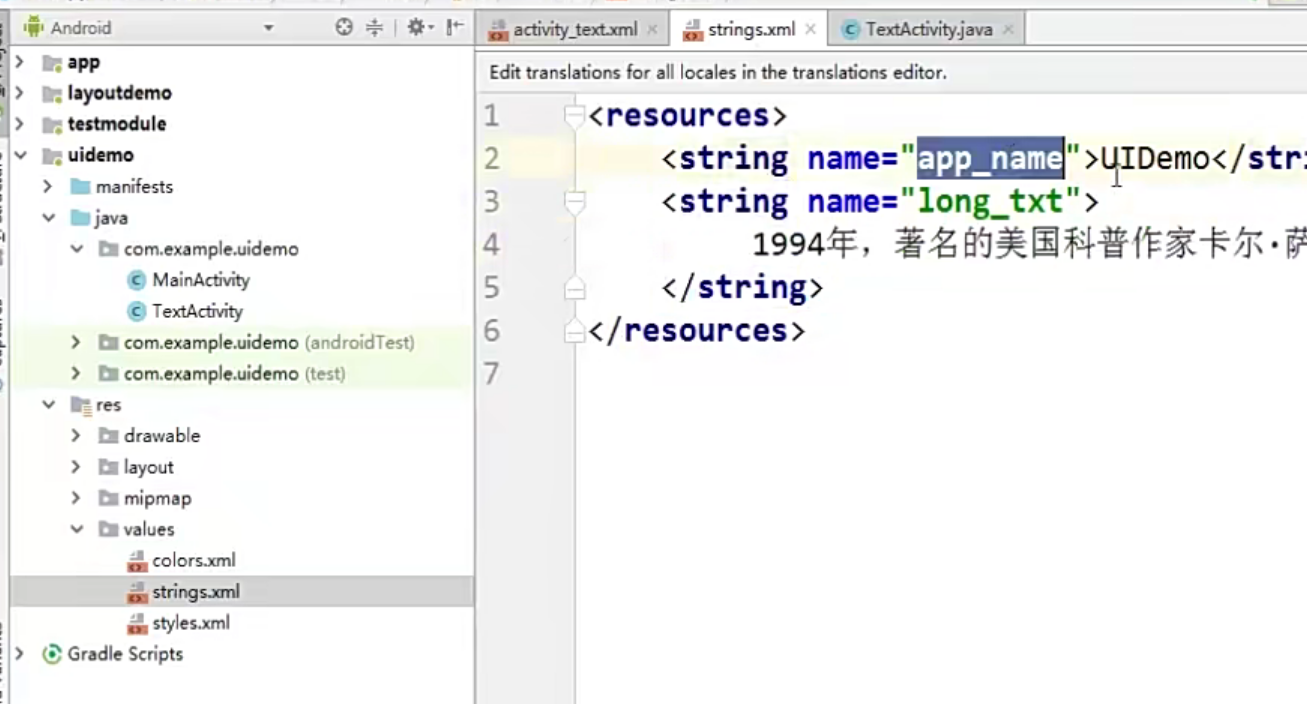 Android
app
layoutdemo
testmodule
uidemo
manifests
java
com.example.uidemo
MainActivity
TextActivity
com.example.uidemo (androidTest)
com.example.uidemo (test)
res
drawable
layout
mipmap
values
colors.xml
strings.xml
styles.xml
Gradle Scripts
activity_text.xml
strings.xml
TextActivity.java
Edit translations for all locales in the translations editor.
1 <resources>
2 <string name="app_name">UIDemo</stri
3 <string name="long_txt">
4 1994年，著名的美国科普作家卡尔·萨
5 </string>
6 </resources>
7